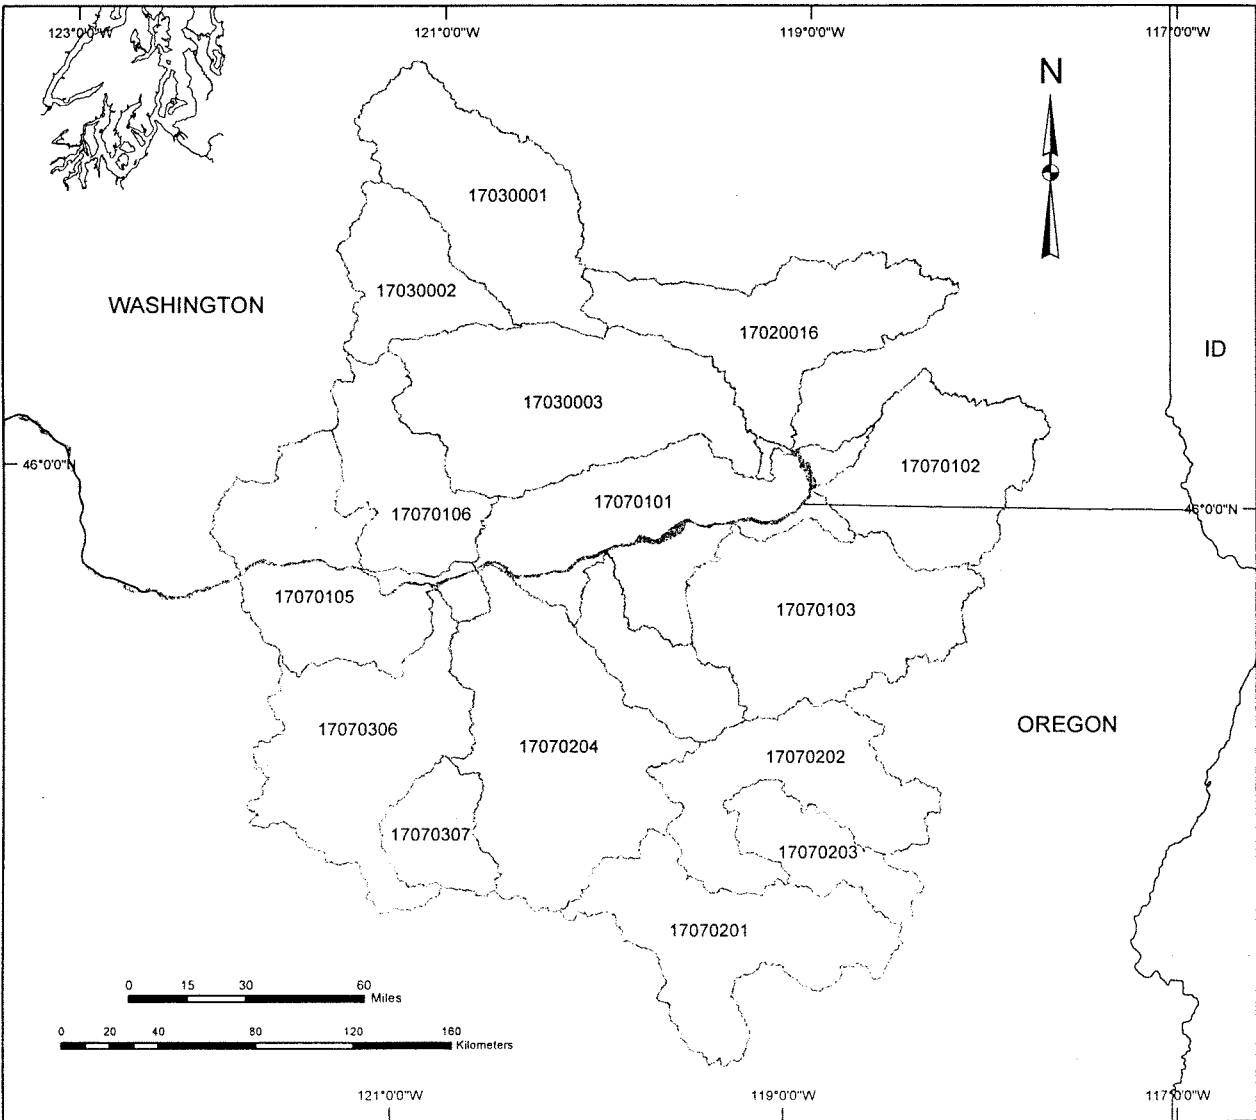 123°0'0"W 121°0'0"W 119°0'0"W 117°0'0"W
N
17030001
17030002
WASHINGTON
17020016
ID
17030003
46°0'0"N
17070102
17070101
17070106
46°0'0"N
17070105
17070103
17070306
OREGON
17070204
17070202
17070307
17070203
17070201
0 15 30 60
Miles
0 20 40 80 120 160
Kilometers
121°0'0"W 119°0'0"W 117°0'0"W